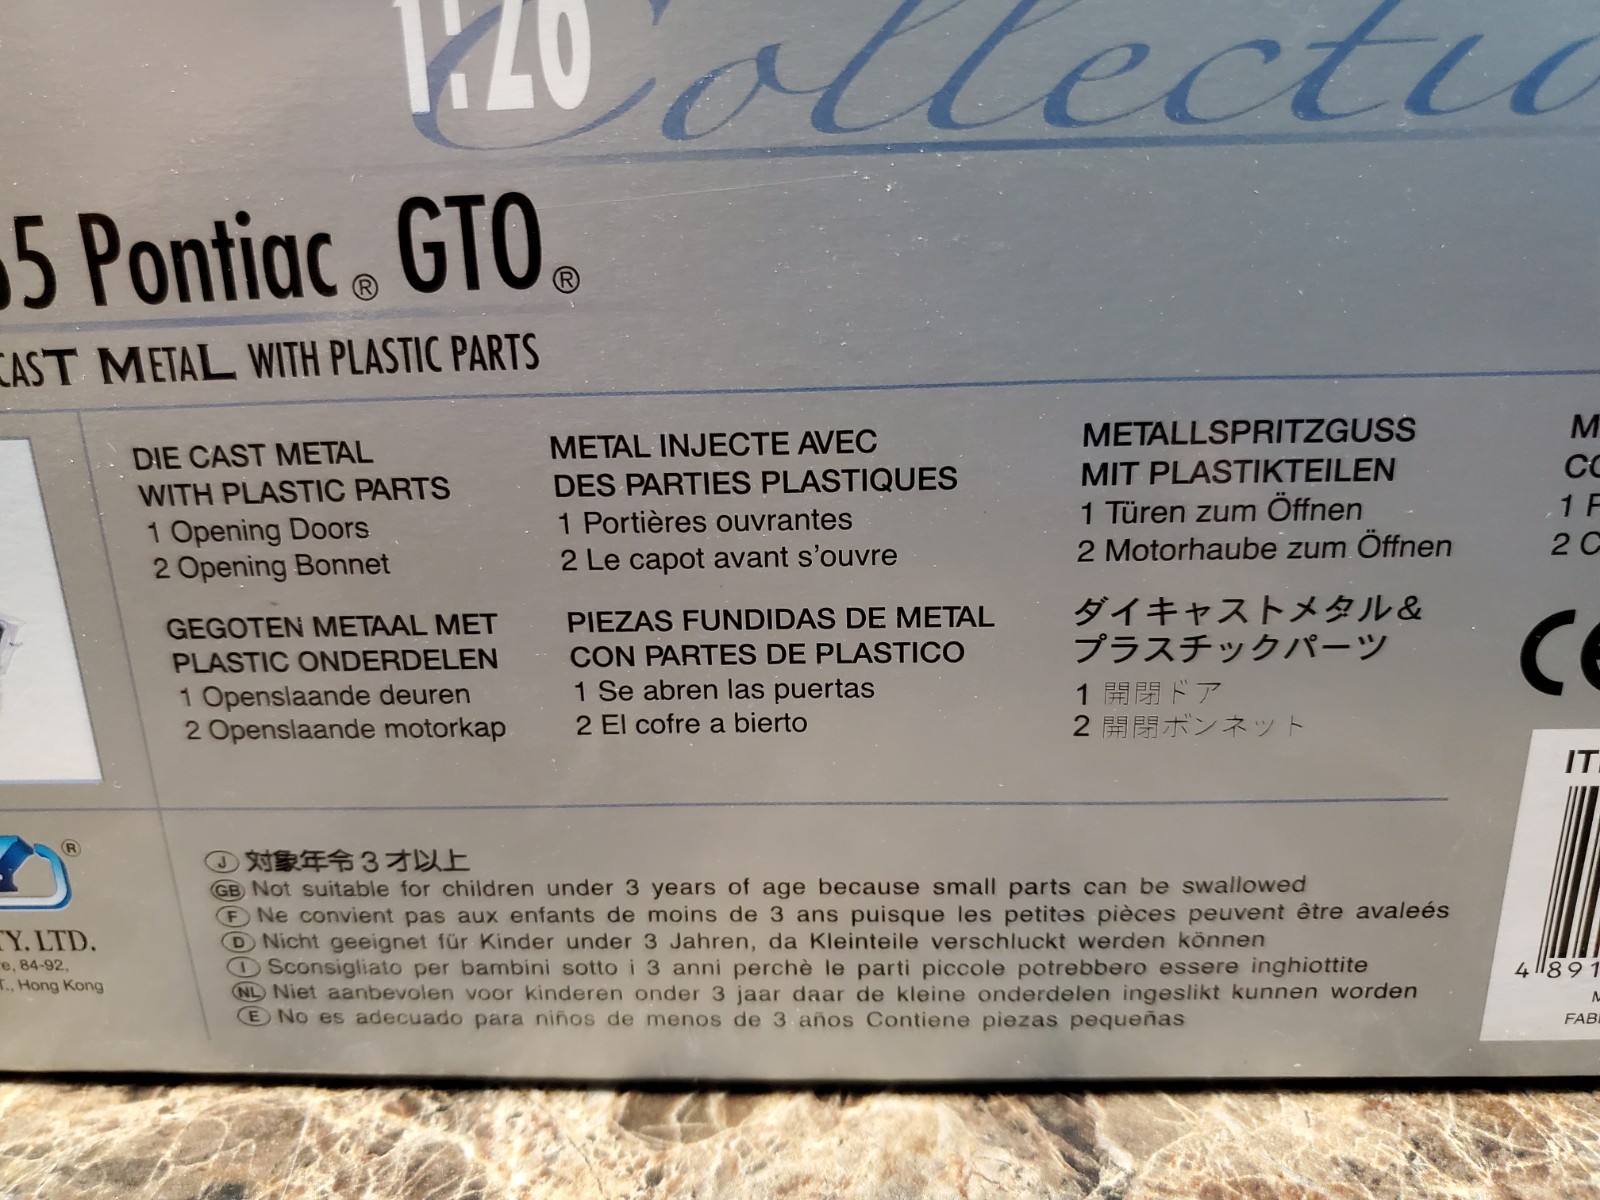 Pontiac® GTO®
METAL WITH PLASTIC PARTS
DIE CAST METAL
WITH PLASTIC PARTS
1 Opening Doors
2 Opening Bonnet
METAL INJECTE AVEC
DES PARTIES PLASTIQUES
1 Portières ouvrantes
2 Le capot avant s'ouvre
METALLSPRITZGUSS
MIT PLASTIKTEILEN
1 Türen zum Öffnen
2 Motorhaube zum Öffnen
GEGOTEN METAAL MET
PLASTIC ONDERDELEN
1 Openslaande deuren
2 Openslaande motorkap
PIEZAS FUNDIDAS DE METAL
CON PARTES DE PLASTICO
1 Se abren las puertas
2 El cofre a bierto
ダイキャストメタル&
プラスチックパーツ
1 開閉ドア
2 開閉ボンネット
CE
J 対象年令3才以上
GB Not suitable for children under 3 years of age because small parts can be swallowed
F Ne convient pas aux enfants de moins de 3 ans puisque les petites pièces peuvent être avaleés
D Nicht geeignet für Kinder under 3 Jahren, da Kleinteile verschluckt werden können
I Sconsigliato per bambini sotto i 3 anni perchè le parti piccole potrebbero essere inghiottite
NL Niet aanbevolen voor kinderen onder 3 jaar daar de kleine onderdelen ingeslikt kunnen worden
E No es adecuado para niños de menos de 3 años Contiene piezas pequeñas
®
LTD.
84-92,
Hong Kong